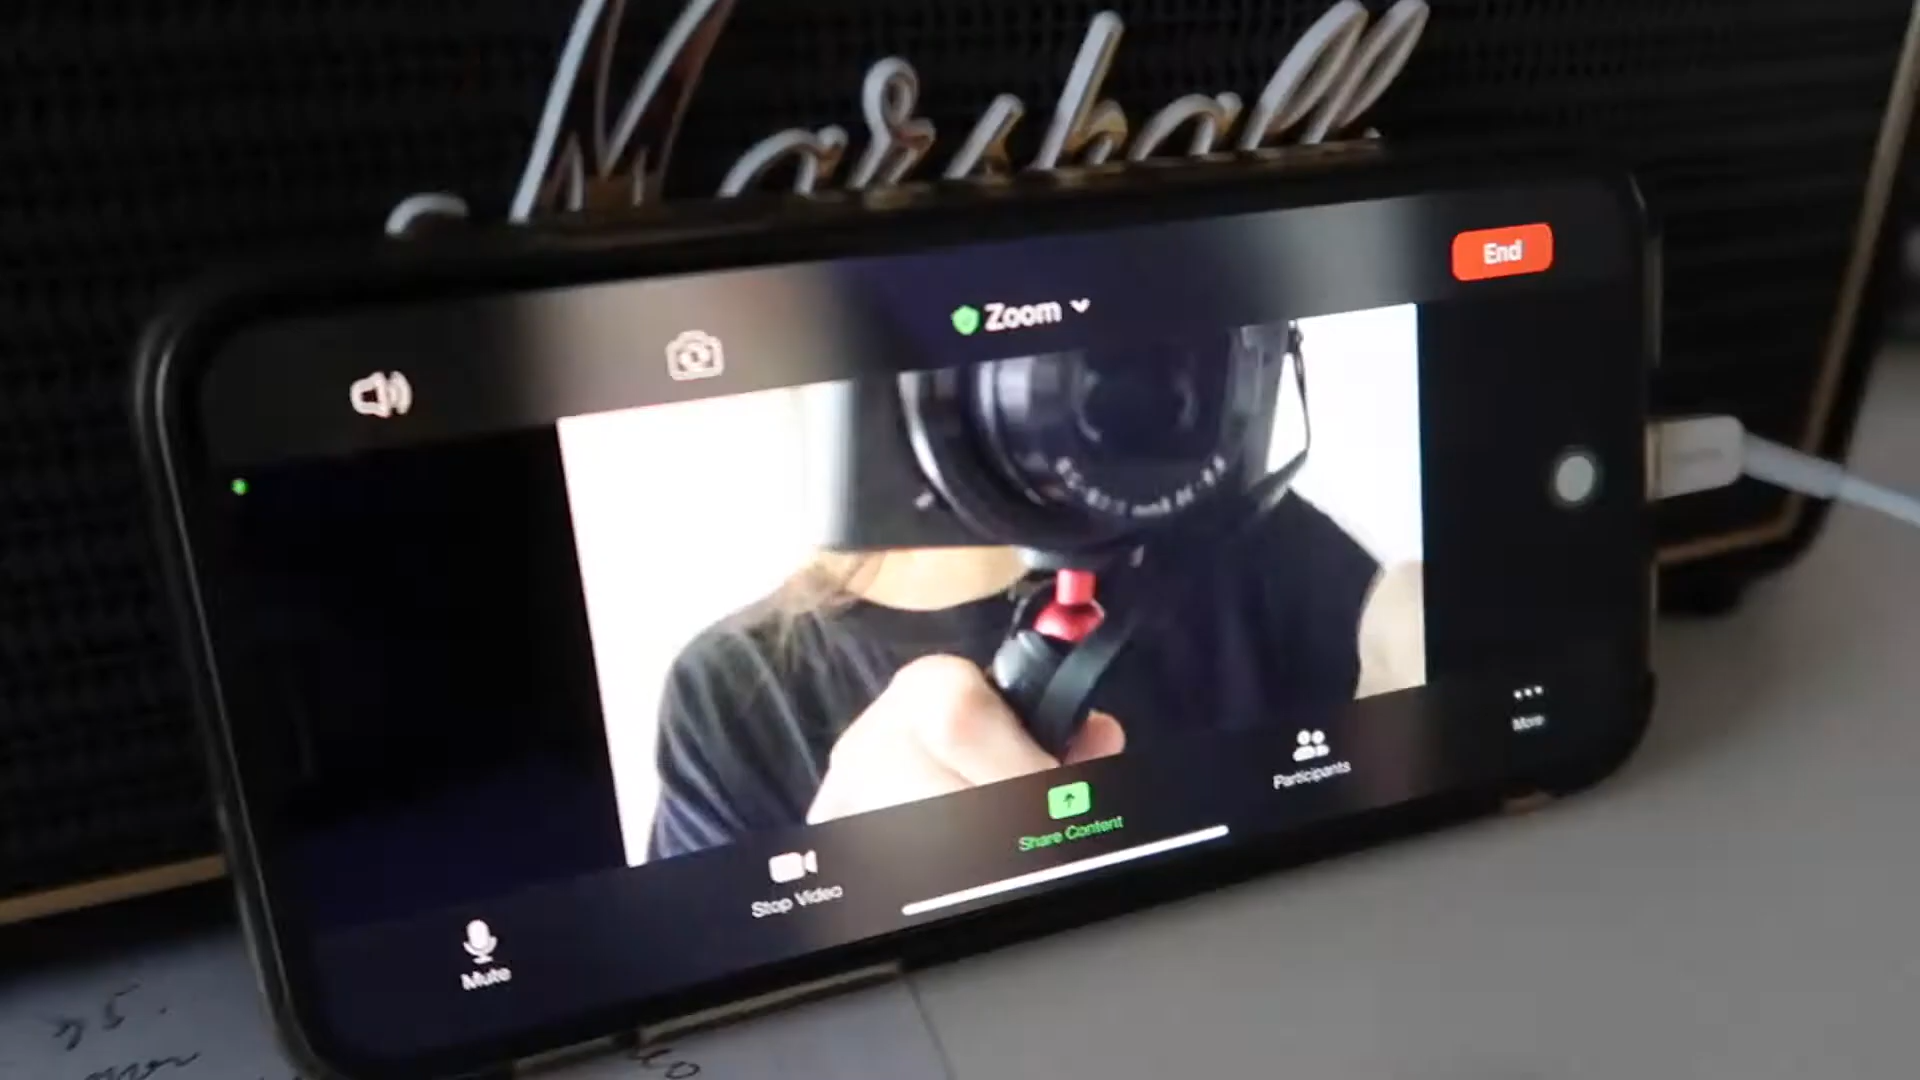 Marshall
Zoom
End
More
Participants
Share Content
Stop Video
Mute